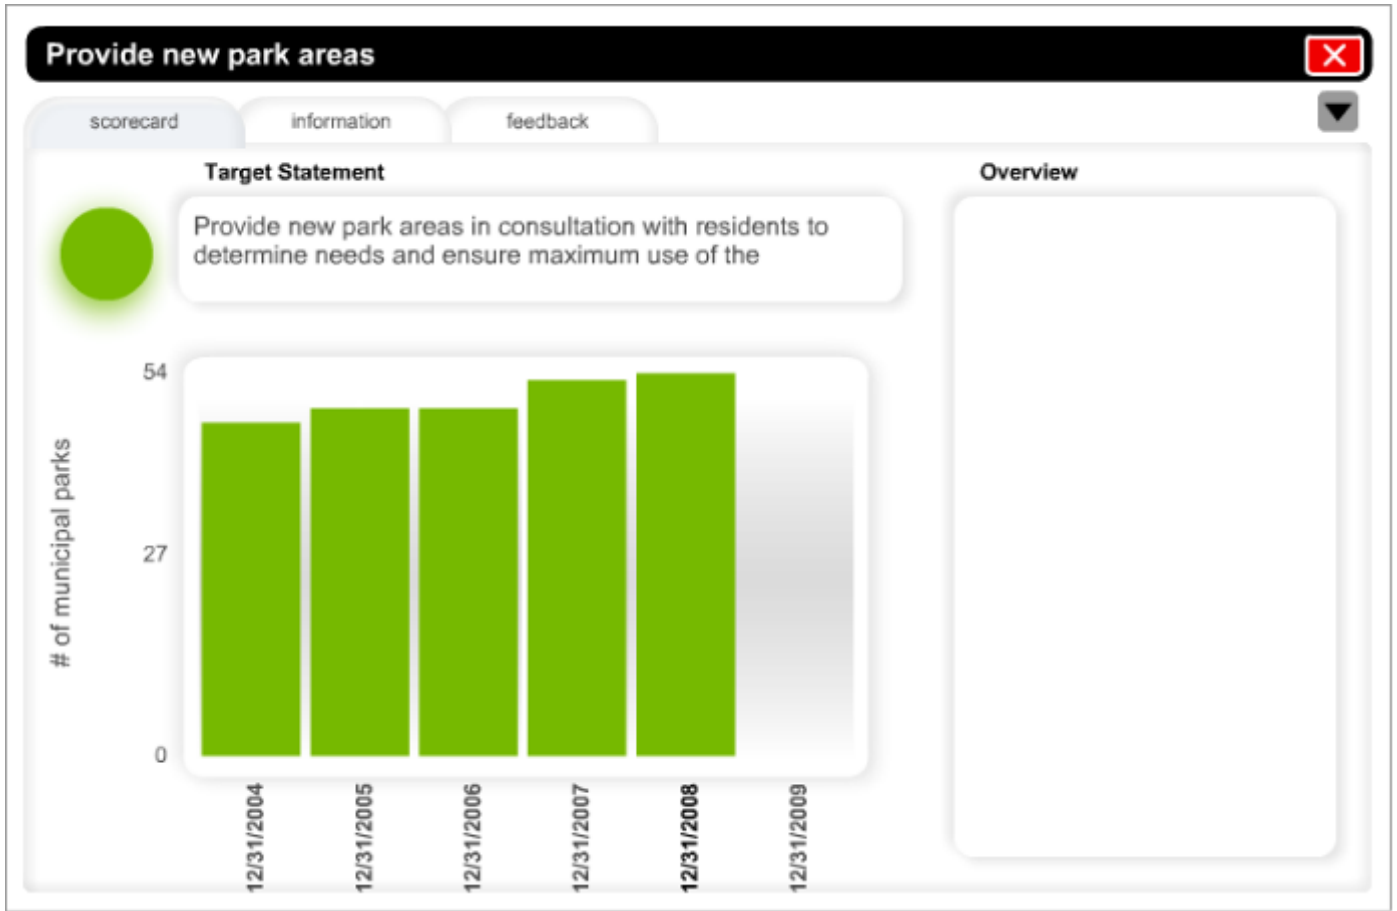 Provide new park areas
scorecard
information
feedback
Target Statement
Overview
Provide new park areas in consultation with residents to
determine needs and ensure maximum use of the
# of municipal parks
54
27
0
12/31/2004
12/31/2005
12/31/2006
12/31/2007
12/31/2008
12/31/2009